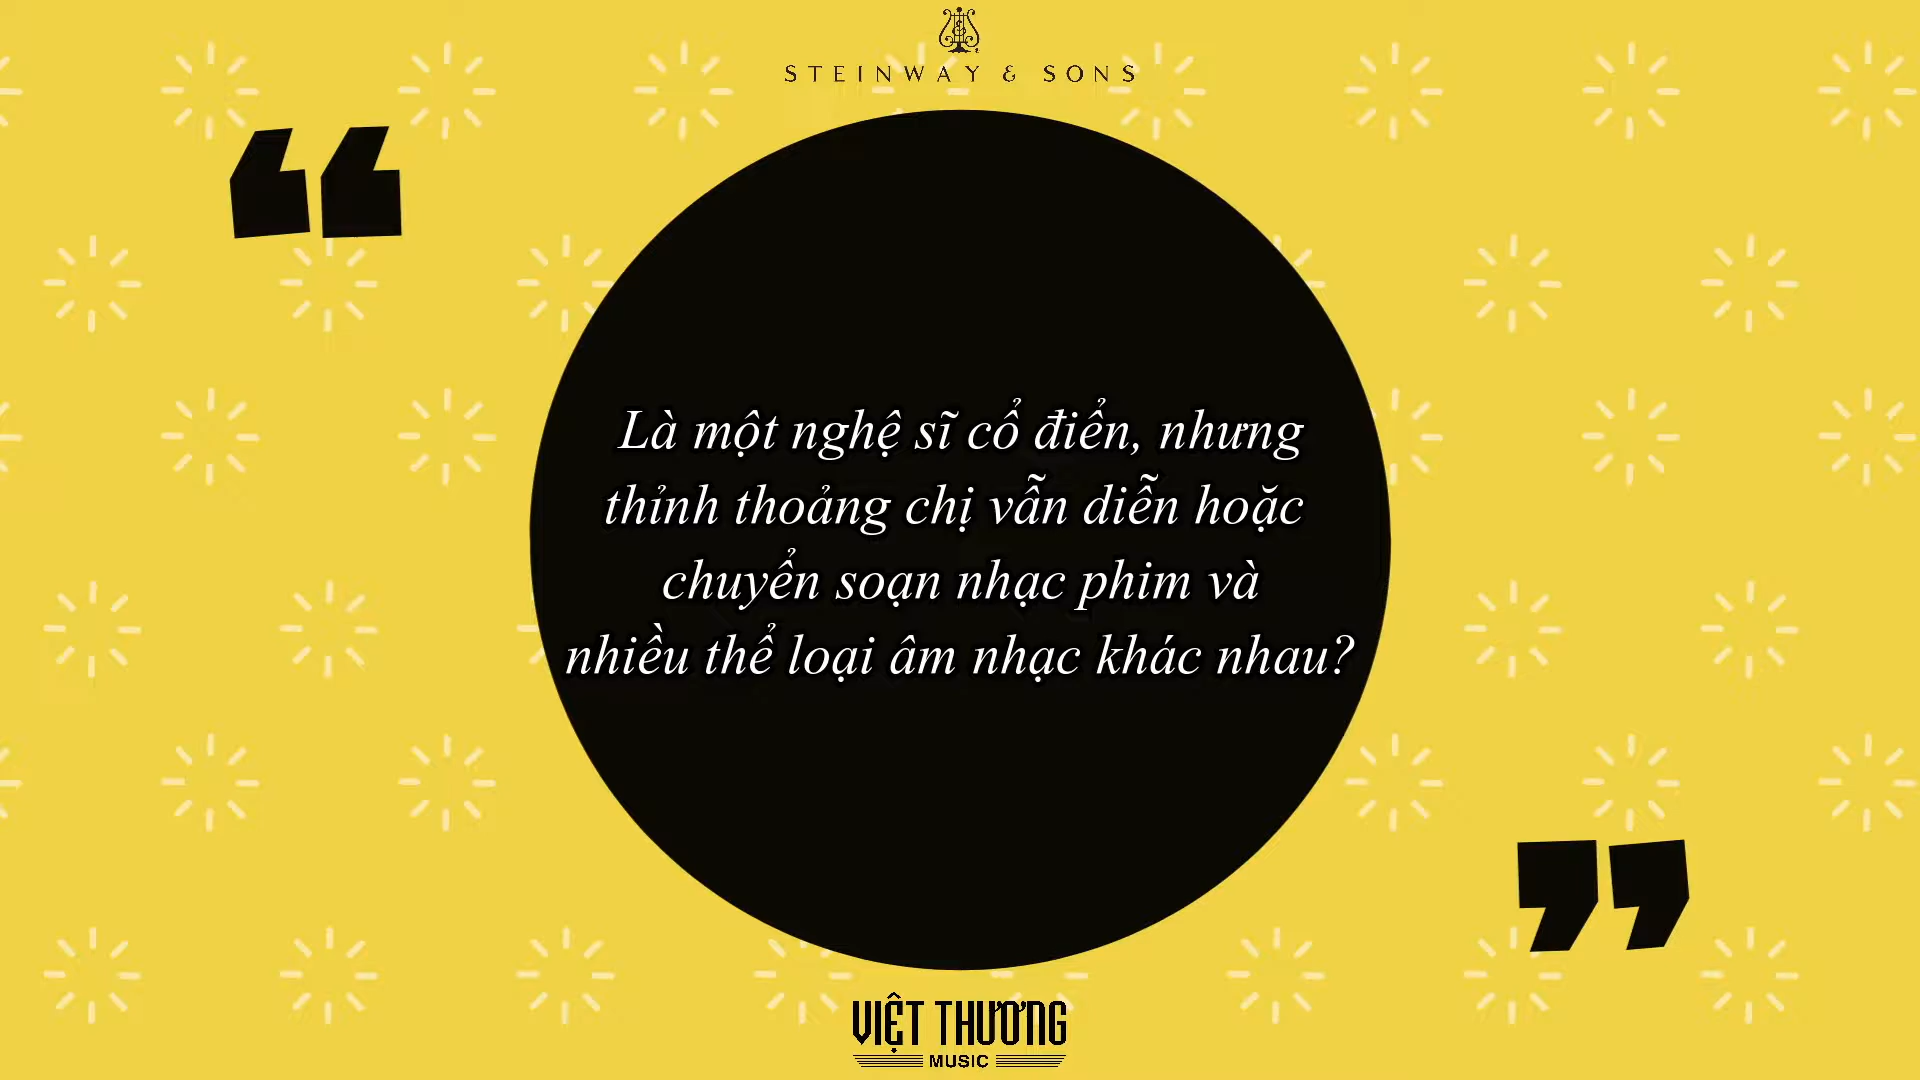 STEINWAY & SONS
Là một nghệ sĩ cổ điển, nhưng
thỉnh thoảng chị vẫn diễn hoặc
chuyển soạn nhạc phim và
nhiều thể loại âm nhạc khác nhau?
VIỆT THƯƠNG
MUSIC